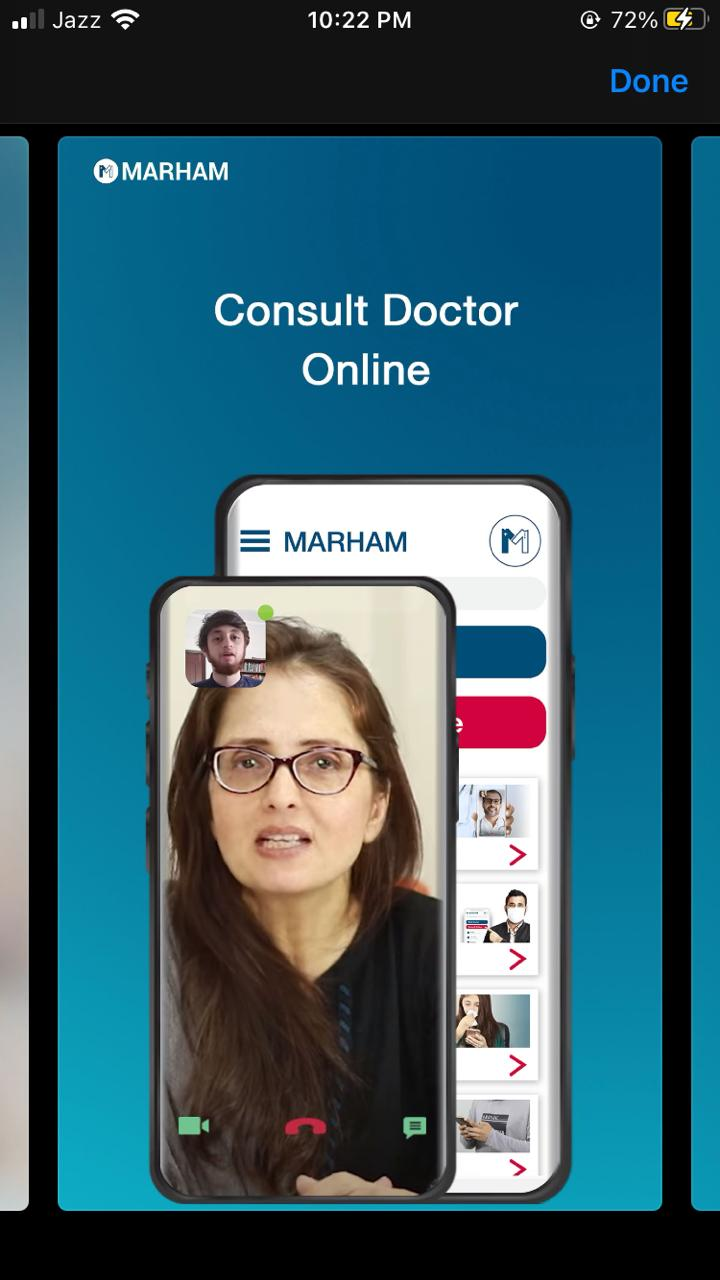 Jazz 10:22 PM 72%
Done
MARHAM
Consult Doctor
Online
MARHAM
e